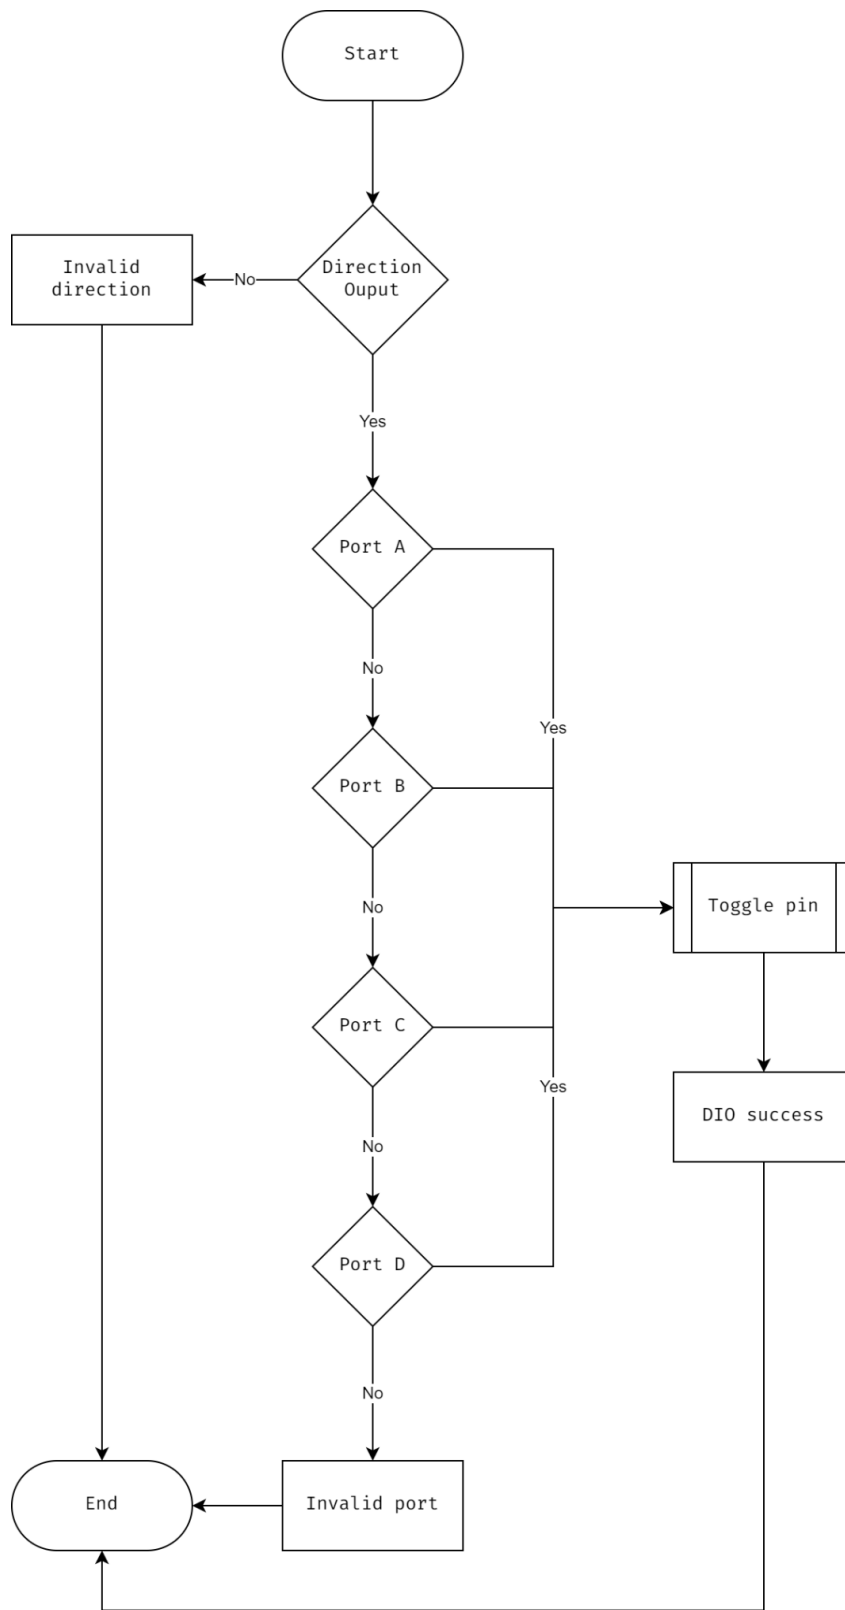 Start
Direction
Ouput
No
Invalid
direction
Yes
Port A
No
Yes
Port B
No
Toggle pin
Port C
Yes
DIO success
No
Port D
No
Invalid port
End